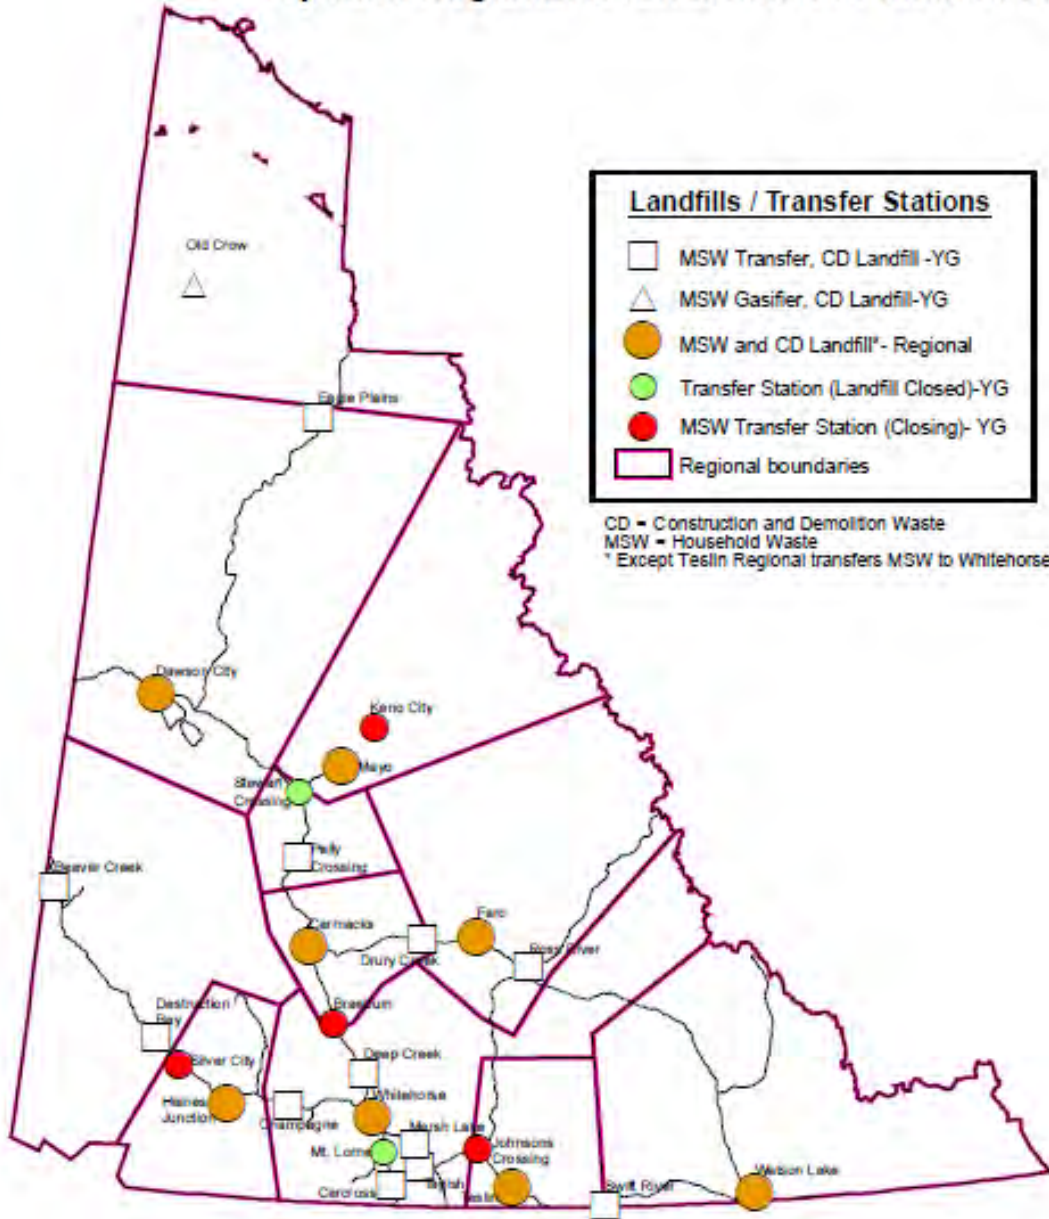 Landfills / Transfer Stations
MSW Transfer, CD Landfill -YG
MSW Gasifier, CD Landfill-YG
MSW and CD Landfill*- Regional
Transfer Station (Landfill Closed)-YG
MSW Transfer Station (Closing)- YG
Regional boundaries
CD = Construction and Demolition Waste
MSW = Household Waste
* Except Teslin Regional transfers MSW to Whitehorse
Old Crow
Eagle Plains
Dawson City
Keno City
Mayo
Stewart
Crossing
Pelly
Crossing
Beaver Creek
Carmacks
Faro
Drury Creek
Ross River
Destruction
Bay
Braeburn
Silver City
Deep Creek
Haines
Junction
Whitehorse
Champagne
Marsh Lake
Mt. Lorne
Johnsons
Crossing
Tagish
Carcross
Teslin
Swift River
Watson Lake